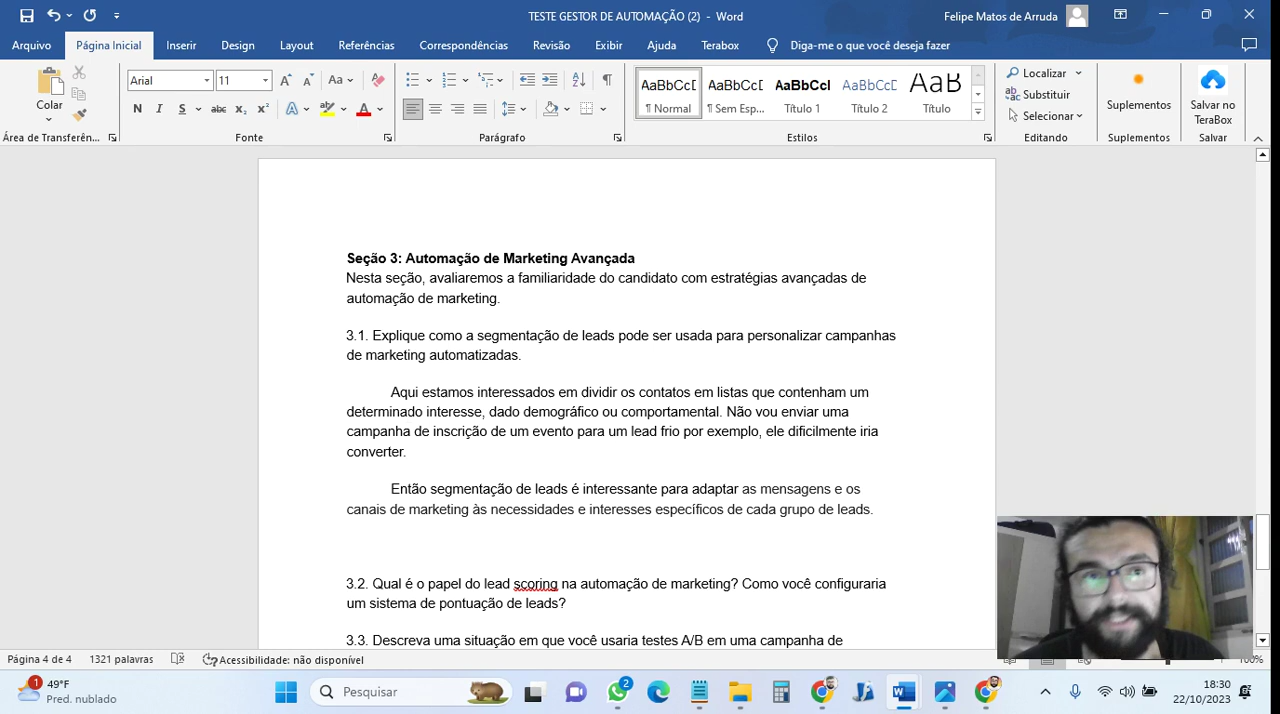 TESTE GESTOR DE AUTOMAÇÃO (2) - Word
Felipe Matos de Arruda
Arquivo Página Inicial Inserir Design Layout Referências Correspondências Revisão Exibir Ajuda Terabox Diga-me o que você deseja fazer
Colar
Arial 11
Aa
N I S abc x₂ x² A A
AaBbCcD AaBbCcD AaBbCcI AaBbCcD AaB
¶ Normal ¶ Sem Esp... Título 1 Título 2 Título
Localizar
Substituir
Selecionar
Suplementos
Salvar no
TeraBox
Área de Transferên... Fonte Parágrafo Estilos Editando Suplementos Salvar
Seção 3: Automação de Marketing Avançada
Nesta seção, avaliaremos a familiaridade do candidato com estratégias avançadas de
automação de marketing.
3.1. Explique como a segmentação de leads pode ser usada para personalizar campanhas
de marketing automatizadas.
Aqui estamos interessados em dividir os contatos em listas que contenham um
determinado interesse, dado demográfico ou comportamental. Não vou enviar uma
campanha de inscrição de um evento para um lead frio por exemplo, ele dificilmente iria
converter.
Então segmentação de leads é interessante para adaptar as mensagens e os
canais de marketing às necessidades e interesses específicos de cada grupo de leads.
3.2. Qual é o papel do lead scoring na automação de marketing? Como você configuraria
um sistema de pontuação de leads?
3.3. Descreva uma situação em que você usaria testes A/B em uma campanha de
Página 4 de 4 1321 palavras Acessibilidade: não disponível 100%
1
49°F
Pred. nublado
Pesquisar
2
18:30
22/10/2023